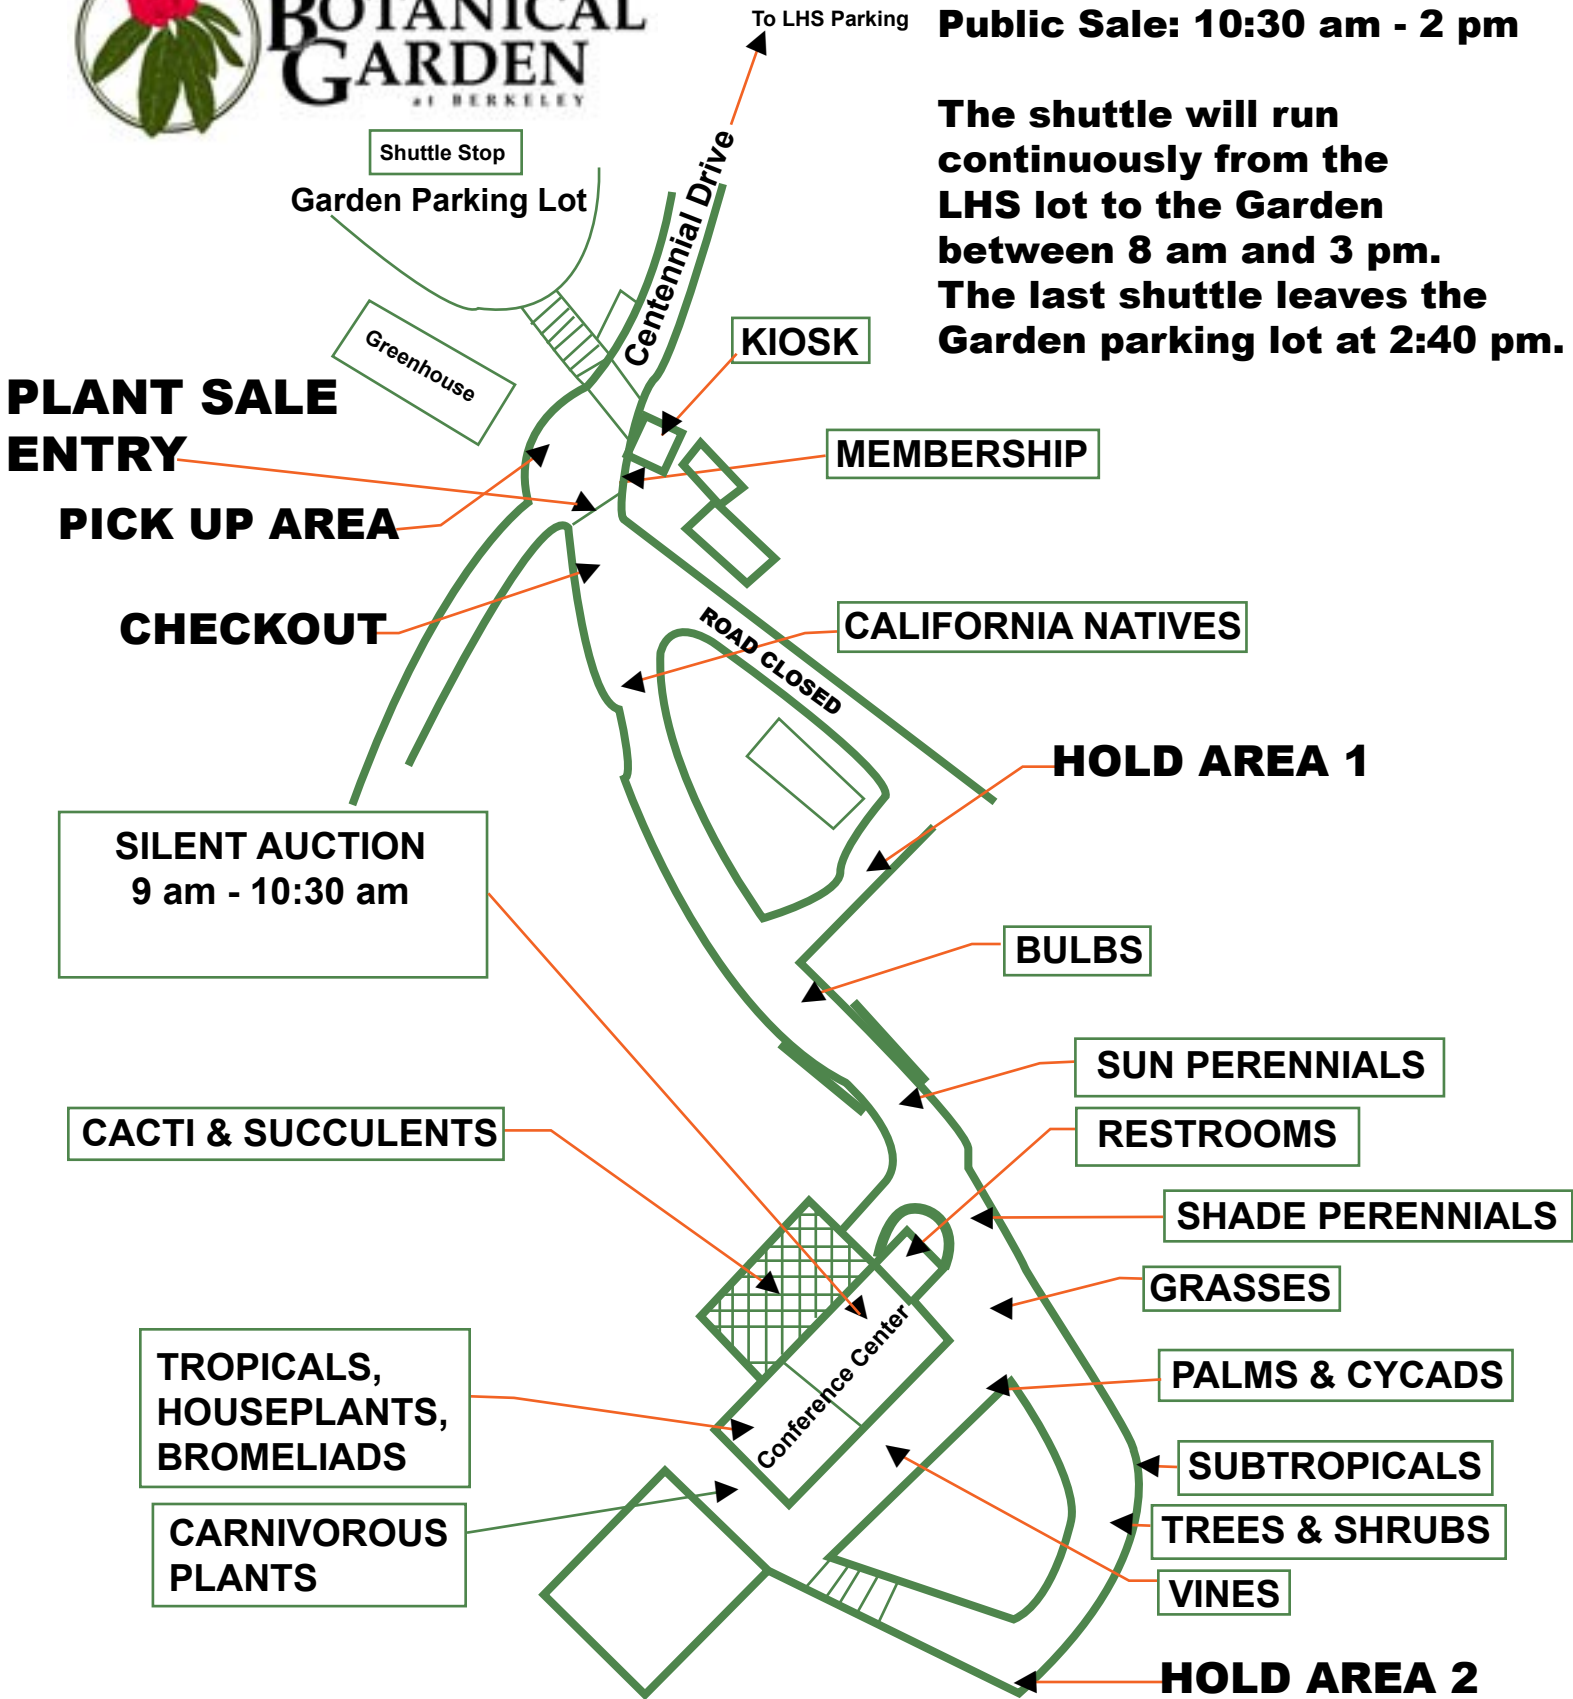 BOTANICAL
GARDEN
at BERKELEY
To LHS Parking
Public Sale: 10:30 am - 2 pm
The shuttle will run
continuously from the
LHS lot to the Garden
between 8 am and 3 pm.
The last shuttle leaves the
Garden parking lot at 2:40 pm.
Shuttle Stop
Garden Parking Lot
Centennial Drive
Greenhouse
KIOSK
PLANT SALE
ENTRY
MEMBERSHIP
PICK UP AREA
CHECKOUT
CALIFORNIA NATIVES
ROAD CLOSED
HOLD AREA 1
SILENT AUCTION
9 am - 10:30 am
BULBS
SUN PERENNIALS
CACTI & SUCCULENTS
RESTROOMS
SHADE PERENNIALS
GRASSES
Conference Center
TROPICALS,
HOUSEPLANTS,
BROMELIADS
PALMS & CYCADS
SUBTROPICALS
CARNIVOROUS
PLANTS
TREES & SHRUBS
VINES
HOLD AREA 2